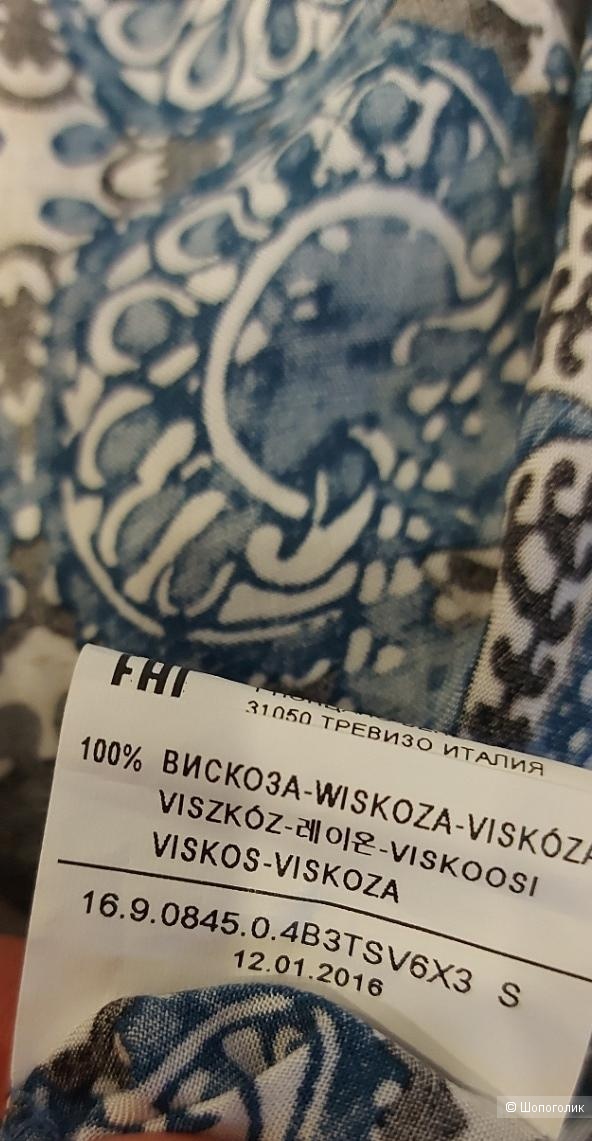 EAC
31050 ТРЕВИЗО ИТАЛИЯ
100% ВИСКОЗА-WISKOZA-VISKÓZA
VISZKÓZ-레이온-VISKOOSI
VISKOS-VISKOZA
16.9.0845.0.4B3TSV6X3 S
12.01.2016
© Шопоголик